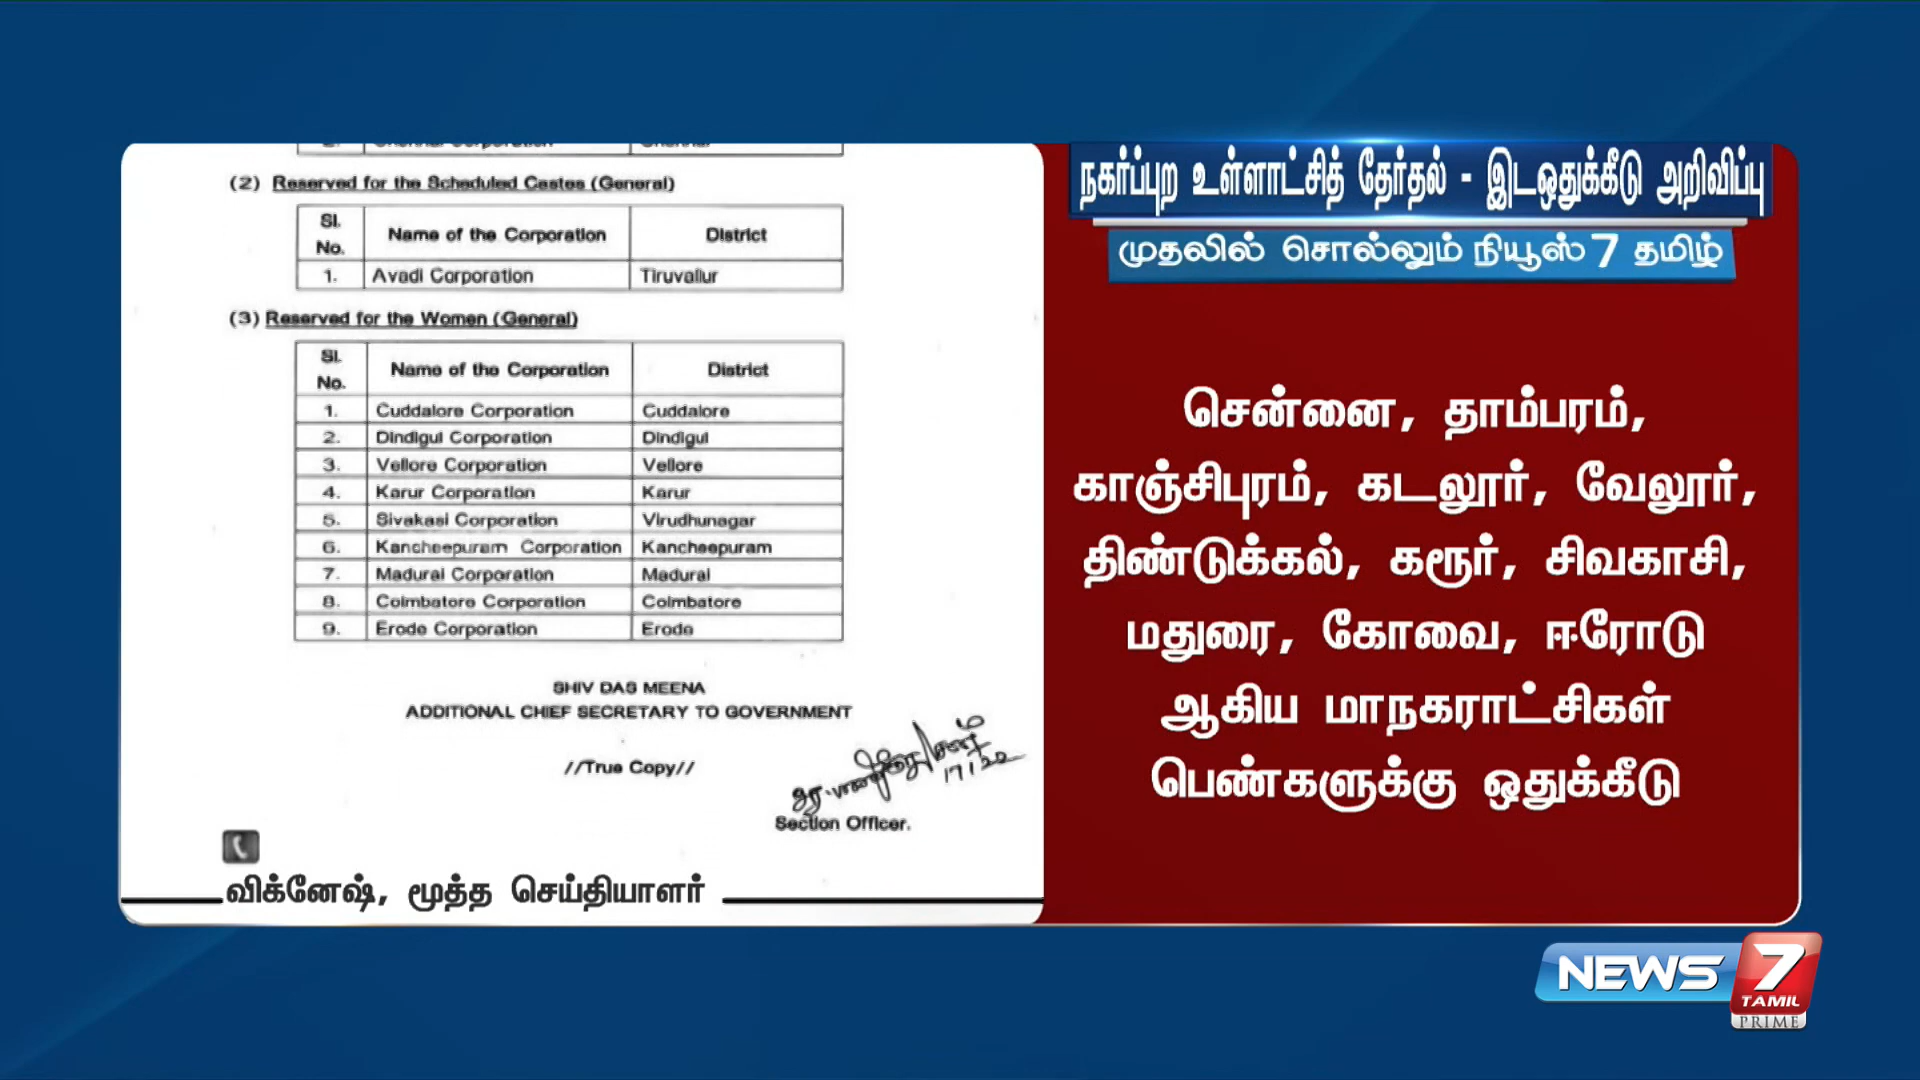 (2) Reserved for the Scheduled Castes (General)
Sl. No. Name of the Corporation District
1. Avadi Corporation Tiruvallur
(3) Reserved for the Women (General)
Sl. No. Name of the Corporation District
1. Cuddalore Corporation Cuddalore
2. Dindigul Corporation Dindigul
3. Vellore Corporation Vellore
4. Karur Corporation Karur
5. Sivakasi Corporation Virudhunagar
6. Kancheepuram Corporation Kancheepuram
7. Madurai Corporation Madurai
8. Coimbatore Corporation Coimbatore
9. Erode Corporation Erode
SHIV DAS MEENA
ADDITIONAL CHIEF SECRETARY TO GOVERNMENT
//True Copy//
Section Officer.
விக்னேஷ், மூத்த செய்தியாளர்
நகர்ப்புற உள்ளாட்சித் தேர்தல் - இடஒதுக்கீடு அறிவிப்பு
முதலில் சொல்லும் நியூஸ் 7 தமிழ்
சென்னை, தாம்பரம்,
காஞ்சிபுரம், கடலூர், வேலூர்,
திண்டுக்கல், கரூர், சிவகாசி,
மதுரை, கோவை, ஈரோடு
ஆகிய மாநகராட்சிகள்
பெண்களுக்கு ஒதுக்கீடு
NEWS 7
TAMIL
PRIME